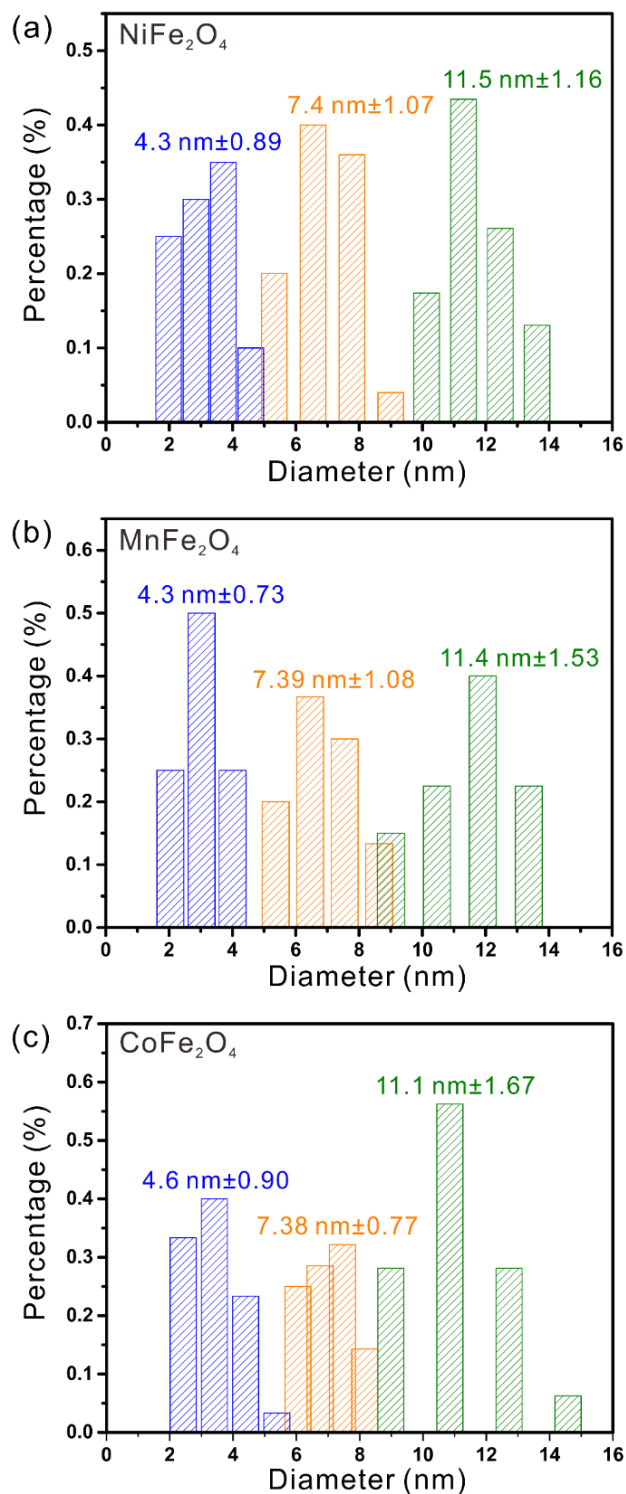 (a)
NiFe₂O₄
0.5
0.4
0.3
0.2
0.1
0.0
Percentage (%)
4.3 nm±0.89
7.4 nm±1.07
11.5 nm±1.16
0 2 4 6 8 10 12 14 16
Diameter (nm)
(b)
MnFe₂O₄
0.6
0.5
0.4
0.3
0.2
0.1
0.0
Percentage (%)
4.3 nm±0.73
7.39 nm±1.08
11.4 nm±1.53
0 2 4 6 8 10 12 14 16
Diameter (nm)
(c)
CoFe₂O₄
0.7
0.6
0.5
0.4
0.3
0.2
0.1
0.0
Percentage (%)
4.6 nm±0.90
7.38 nm±0.77
11.1 nm±1.67
0 2 4 6 8 10 12 14 16
Diameter (nm)